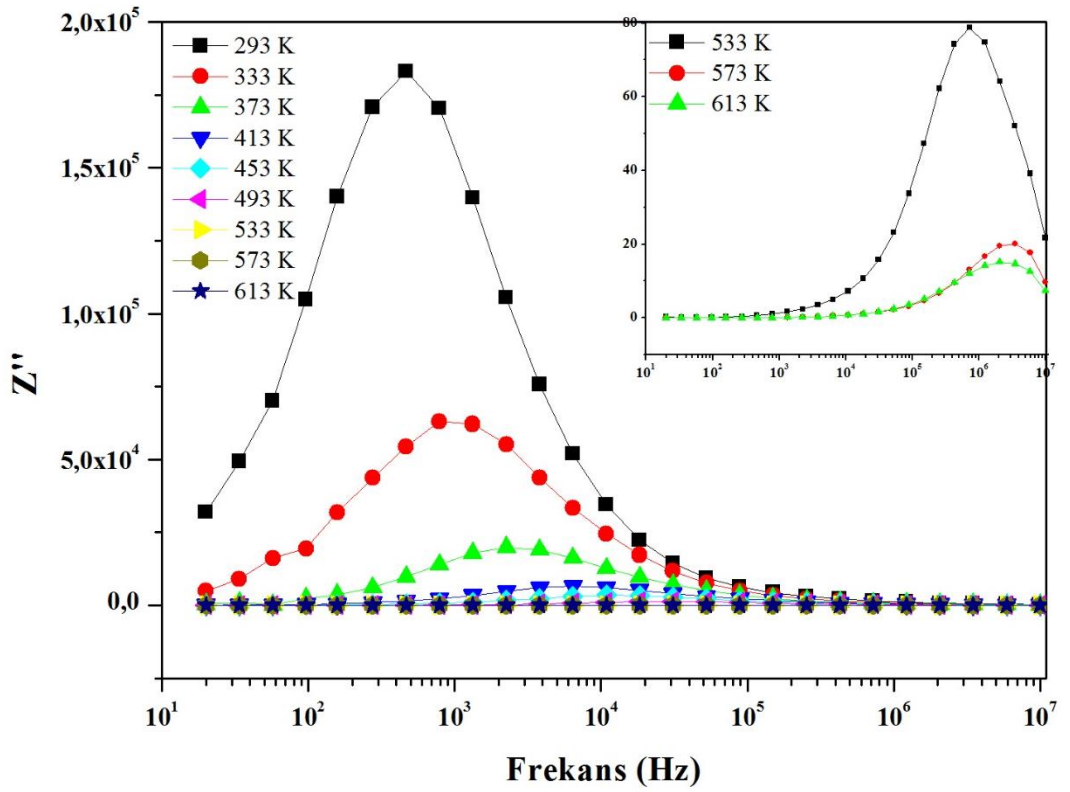 2,0x10⁵
1,5x10⁵
1,0x10⁵
5,0x10⁴
0,0
Z''
293 K
333 K
373 K
413 K
453 K
493 K
533 K
573 K
613 K
10¹ 10² 10³ 10⁴ 10⁵ 10⁶ 10⁷
Frekans (Hz)
80
60
40
20
0
533 K
573 K
613 K
10¹ 10² 10³ 10⁴ 10⁵ 10⁶ 10⁷